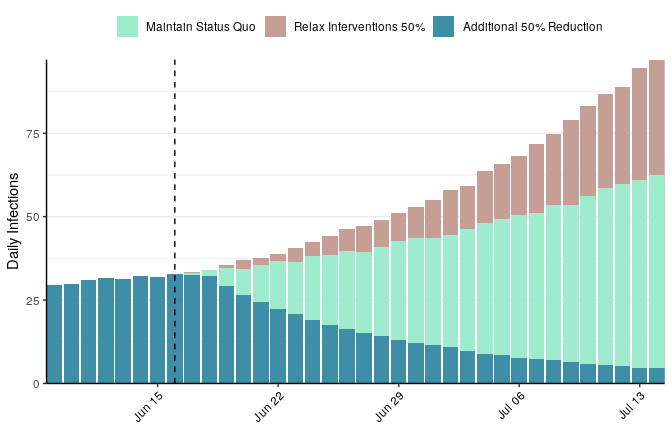 Maintain Status Quo Relax Interventions 50% Additional 50% Reduction
Daily Infections
75
50
25
0
Jun 15 Jun 22 Jun 29 Jul 06 Jul 13